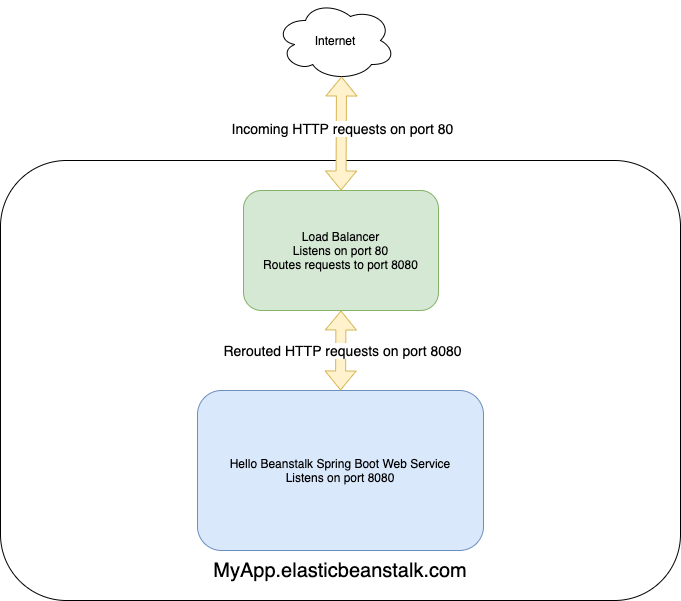 Internet
Incoming HTTP requests on port 80
Load Balancer
Listens on port 80
Routes requests to port 8080
Rerouted HTTP requests on port 8080
Hello Beanstalk Spring Boot Web Service
Listens on port 8080
MyApp.elasticbeanstalk.com